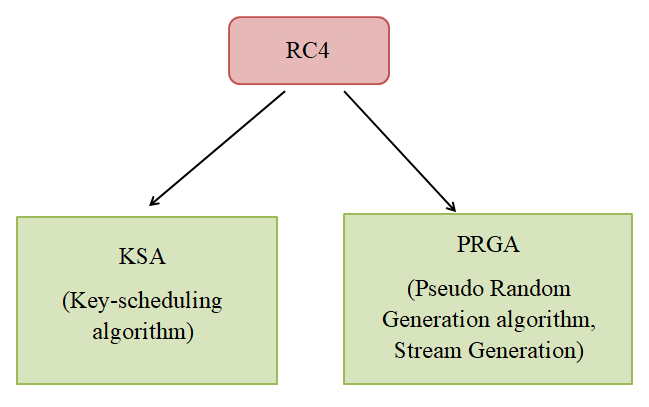 RC4
KSA
(Key-scheduling
algorithm)
PRGA
(Pseudo Random
Generation algorithm,
Stream Generation)